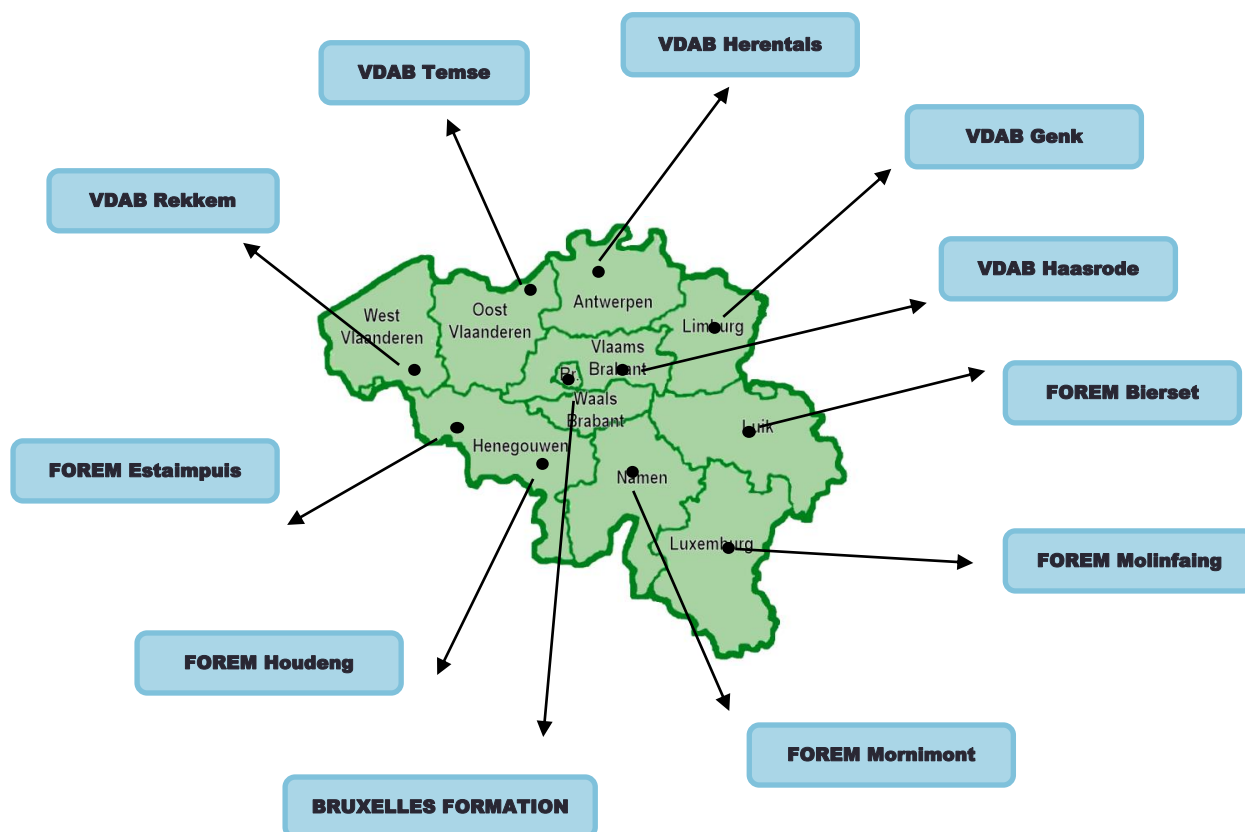 VDAB Herentals
VDAB Temse
VDAB Genk
VDAB Rekkem
VDAB Haasrode
Antwerpen
West
Vlaanderen
Oost
Vlaanderen
Limburg
Vlaams
Brabant
Br.
Waals
Brabant
FOREM Bierset
Luik
Henegouwen
FOREM Estaimpuis
Namen
Luxemburg
FOREM Molinfaing
FOREM Houdeng
FOREM Mornimont
BRUXELLES FORMATION